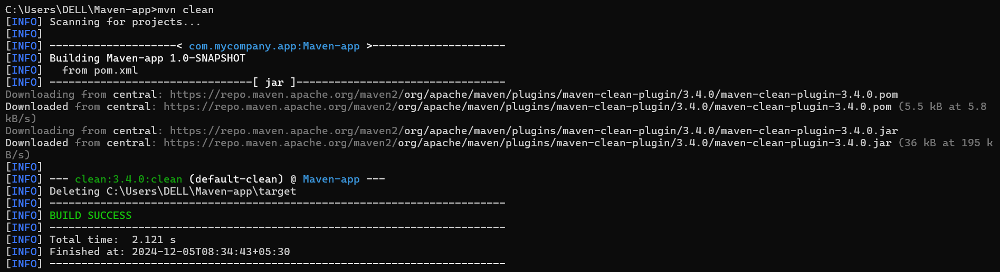 C:\Users\DELL\Maven-app>mvn clean
[INFO] Scanning for projects...
[INFO]
[INFO] --------------------< com.mycompany.app:Maven-app >---------------------
[INFO] Building Maven-app 1.0-SNAPSHOT
[INFO]   from pom.xml
[INFO] --------------------------------[ jar ]---------------------------------
Downloading from central: https://repo.maven.apache.org/maven2/org/apache/maven/plugins/maven-clean-plugin/3.4.0/maven-clean-plugin-3.4.0.pom
Downloaded from central: https://repo.maven.apache.org/maven2/org/apache/maven/plugins/maven-clean-plugin/3.4.0/maven-clean-plugin-3.4.0.pom (5.5 kB at 5.8
kB/s)
Downloading from central: https://repo.maven.apache.org/maven2/org/apache/maven/plugins/maven-clean-plugin/3.4.0/maven-clean-plugin-3.4.0.jar
Downloaded from central: https://repo.maven.apache.org/maven2/org/apache/maven/plugins/maven-clean-plugin/3.4.0/maven-clean-plugin-3.4.0.jar (36 kB at 195 k
B/s)
[INFO]
[INFO] --- clean:3.4.0:clean (default-clean) @ Maven-app ---
[INFO] Deleting C:\Users\DELL\Maven-app\target
[INFO] ------------------------------------------------------------------------
[INFO] BUILD SUCCESS
[INFO] ------------------------------------------------------------------------
[INFO] Total time:  2.121 s
[INFO] Finished at: 2024-12-05T08:34:43+05:30
[INFO] ------------------------------------------------------------------------